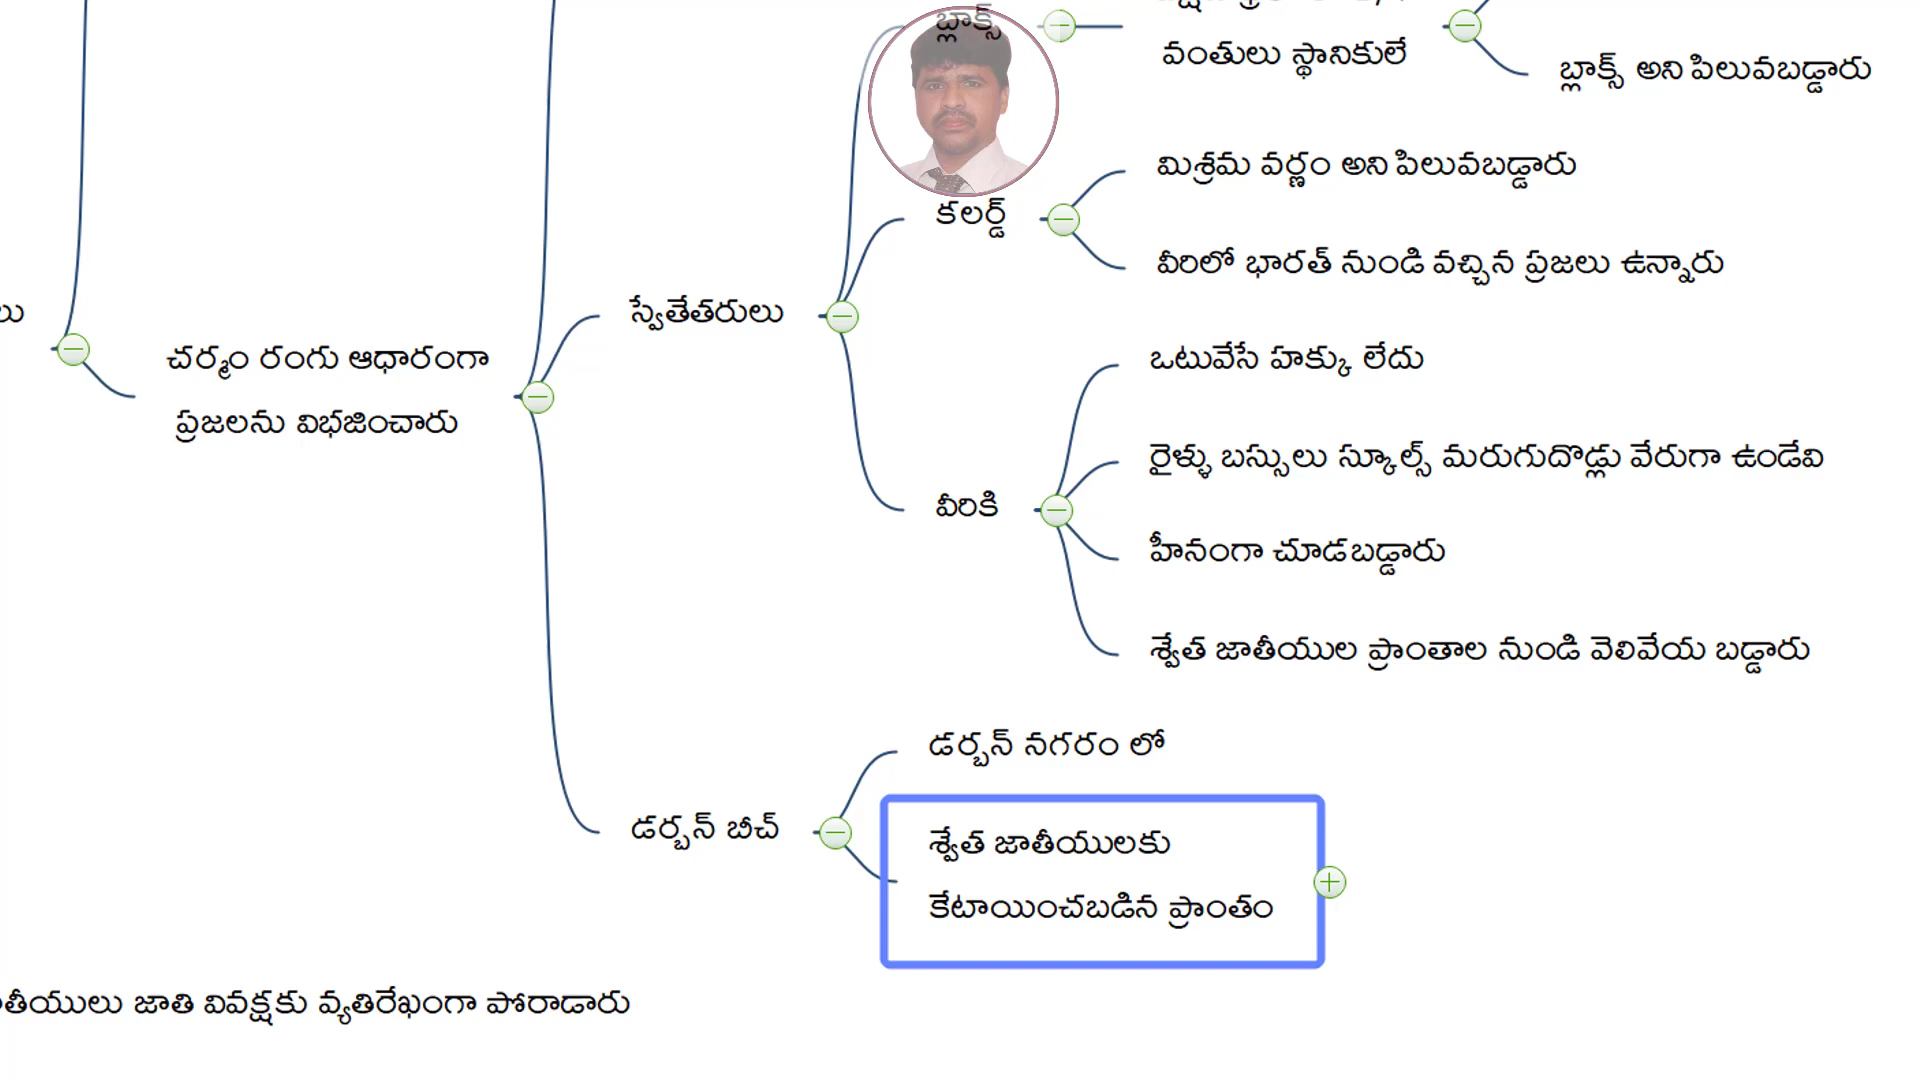 బ్లాక్స్
వంతులు స్థానికులే
బ్లాక్స్ అని పిలువబడ్డారు
మిశ్రమ వర్ణం అని పిలువబడ్డారు
కలర్డ్
వీరిలో భారత్ నుండి వచ్చిన ప్రజలు ఉన్నారు
లు
స్వేతేతరులు
చర్మం రంగు ఆధారంగా
ప్రజలను విభజించారు
ఒటువేసే హక్కు లేదు
రైళ్ళు బస్సులు స్కూల్స్ మరుగుదొడ్లు వేరుగా ఉండేవి
వీరికి
హీనంగా చూడబడ్డారు
శ్వేత జాతీయుల ప్రాంతాల నుండి వెలివేయ బడ్డారు
డర్బన్ నగరం లో
డర్బన్ బీచ్
శ్వేత జాతీయులకు
కేటాయించబడిన ప్రాంతం
తీయులు జాతి వివక్షకు వ్యతిరేఖంగా పోరాడారు